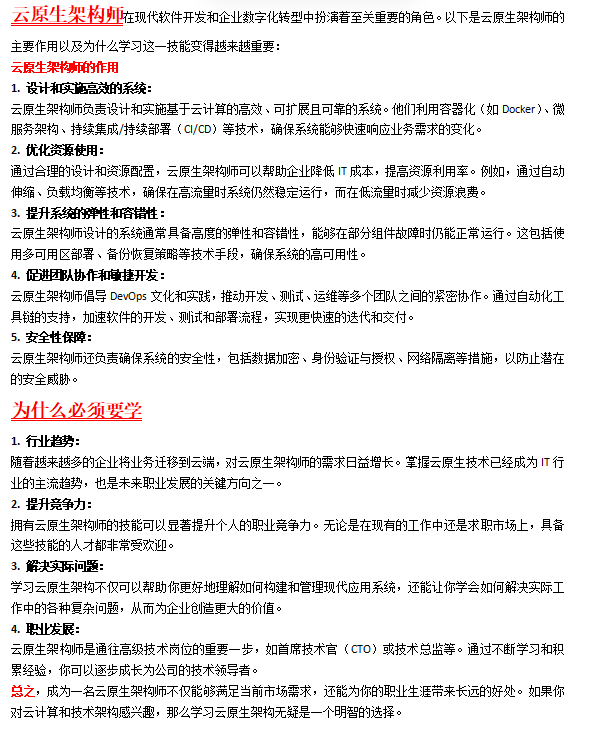 云原生架构师在现代软件开发和企业数字化转型中扮演着至关重要的角色。以下是云原生架构师的
主要作用以及为什么学习这一技能变得越来越重要：
云原生架构师的作用
1. 设计和实施高效的系统：
云原生架构师负责设计和实施基于云计算的高效、可扩展且可靠的系统。他们利用容器化（如 Docker）、微
服务架构、持续集成/持续部署（CI/CD）等技术，确保系统能够快速响应业务需求的变化。
2. 优化资源使用：
通过合理的设计和资源配置，云原生架构师可以帮助企业降低 IT 成本，提高资源利用率。例如，通过自动
伸缩、负载均衡等技术，确保在高流量时系统仍然稳定运行，而在低流量时减少资源浪费。
3. 提升系统的弹性和容错性：
云原生架构师设计的系统通常具备高度的弹性和容错性，能够在部分组件故障时仍能正常运行。这包括使
用多可用区部署、备份恢复策略等技术手段，确保系统的高可用性。
4. 促进团队协作和敏捷开发：
云原生架构师倡导 DevOps 文化和实践，推动开发、测试、运维等多个团队之间的紧密协作。通过自动化工
具链的支持，加速软件的开发、测试和部署流程，实现更快速的迭代和交付。
5. 安全性保障：
云原生架构师还负责确保系统的安全性，包括数据加密、身份验证与授权、网络隔离等措施，以防止潜在
的安全威胁。
为什么必须要学
1. 行业趋势：
随着越来越多的企业将业务迁移到云端，对云原生架构师的需求日益增长。掌握云原生技术已经成为 IT 行
业的主流趋势，也是未来职业发展的关键方向之一。
2. 提升竞争力：
拥有云原生架构师的技能可以显著提升个人的职业竞争力。无论是在现有的工作中还是求职市场上，具备
这些技能的人才都非常受欢迎。
3. 解决实际问题：
学习云原生架构不仅可以帮助你更好地理解如何构建和管理现代应用系统，还能让你学会如何解决实际工
作中的各种复杂问题，从而为企业创造更大的价值。
4. 职业发展：
云原生架构师是通往高级技术岗位的重要一步，如首席技术官（CTO）或技术总监等。通过不断学习和积
累经验，你可以逐步成长为公司的技术领导者。
总之，成为一名云原生架构师不仅能够满足当前市场需求，还能为你的职业生涯带来长远的好处。如果你
对云计算和技术架构感兴趣，那么学习云原生架构无疑是一个明智的选择。